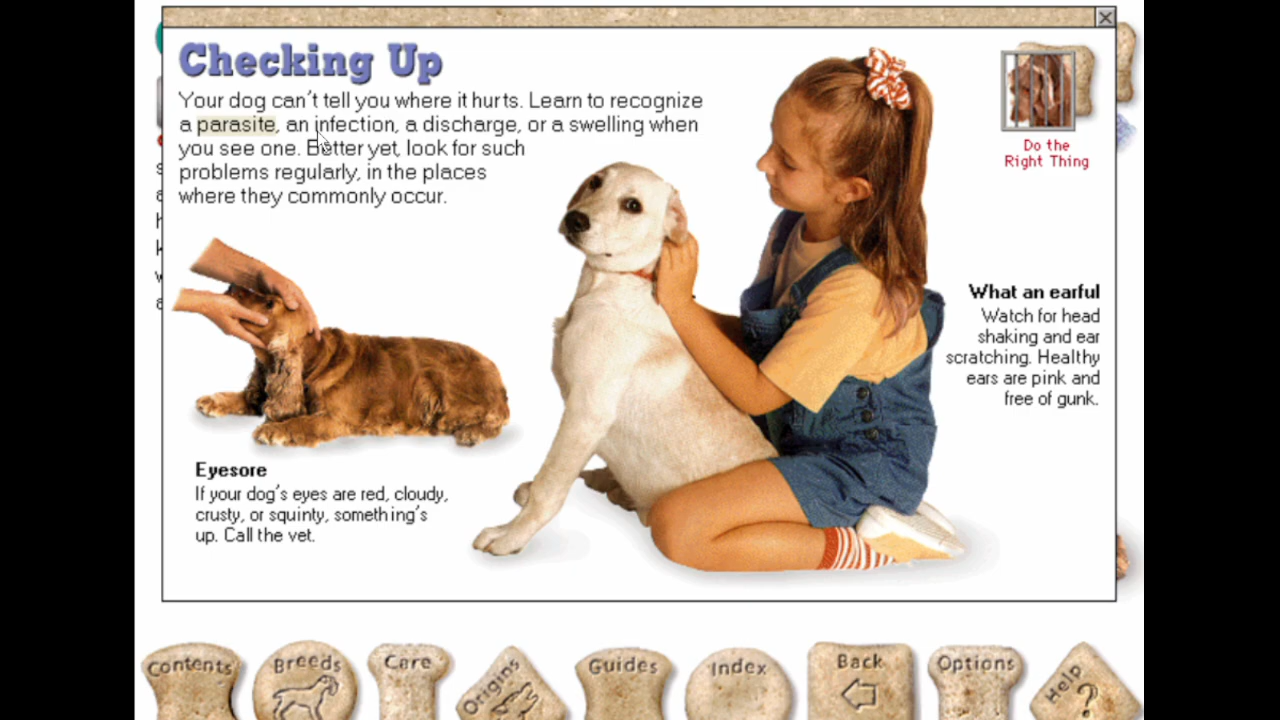 Checking Up
Your dog can't tell you where it hurts. Learn to recognize
a parasite, an infection, a discharge, or a swelling when
you see one. Better yet, look for such
problems regularly, in the places
where they commonly occur.
Do the
Right Thing
What an earful
Watch for head
shaking and ear
scratching. Healthy
ears are pink and
free of gunk.
Eyesore
If your dog's eyes are red, cloudy,
crusty, or squinty, something's
up. Call the vet.
Contents
Breeds
Care
Origins
Guides
Index
Back
Options
Help
?